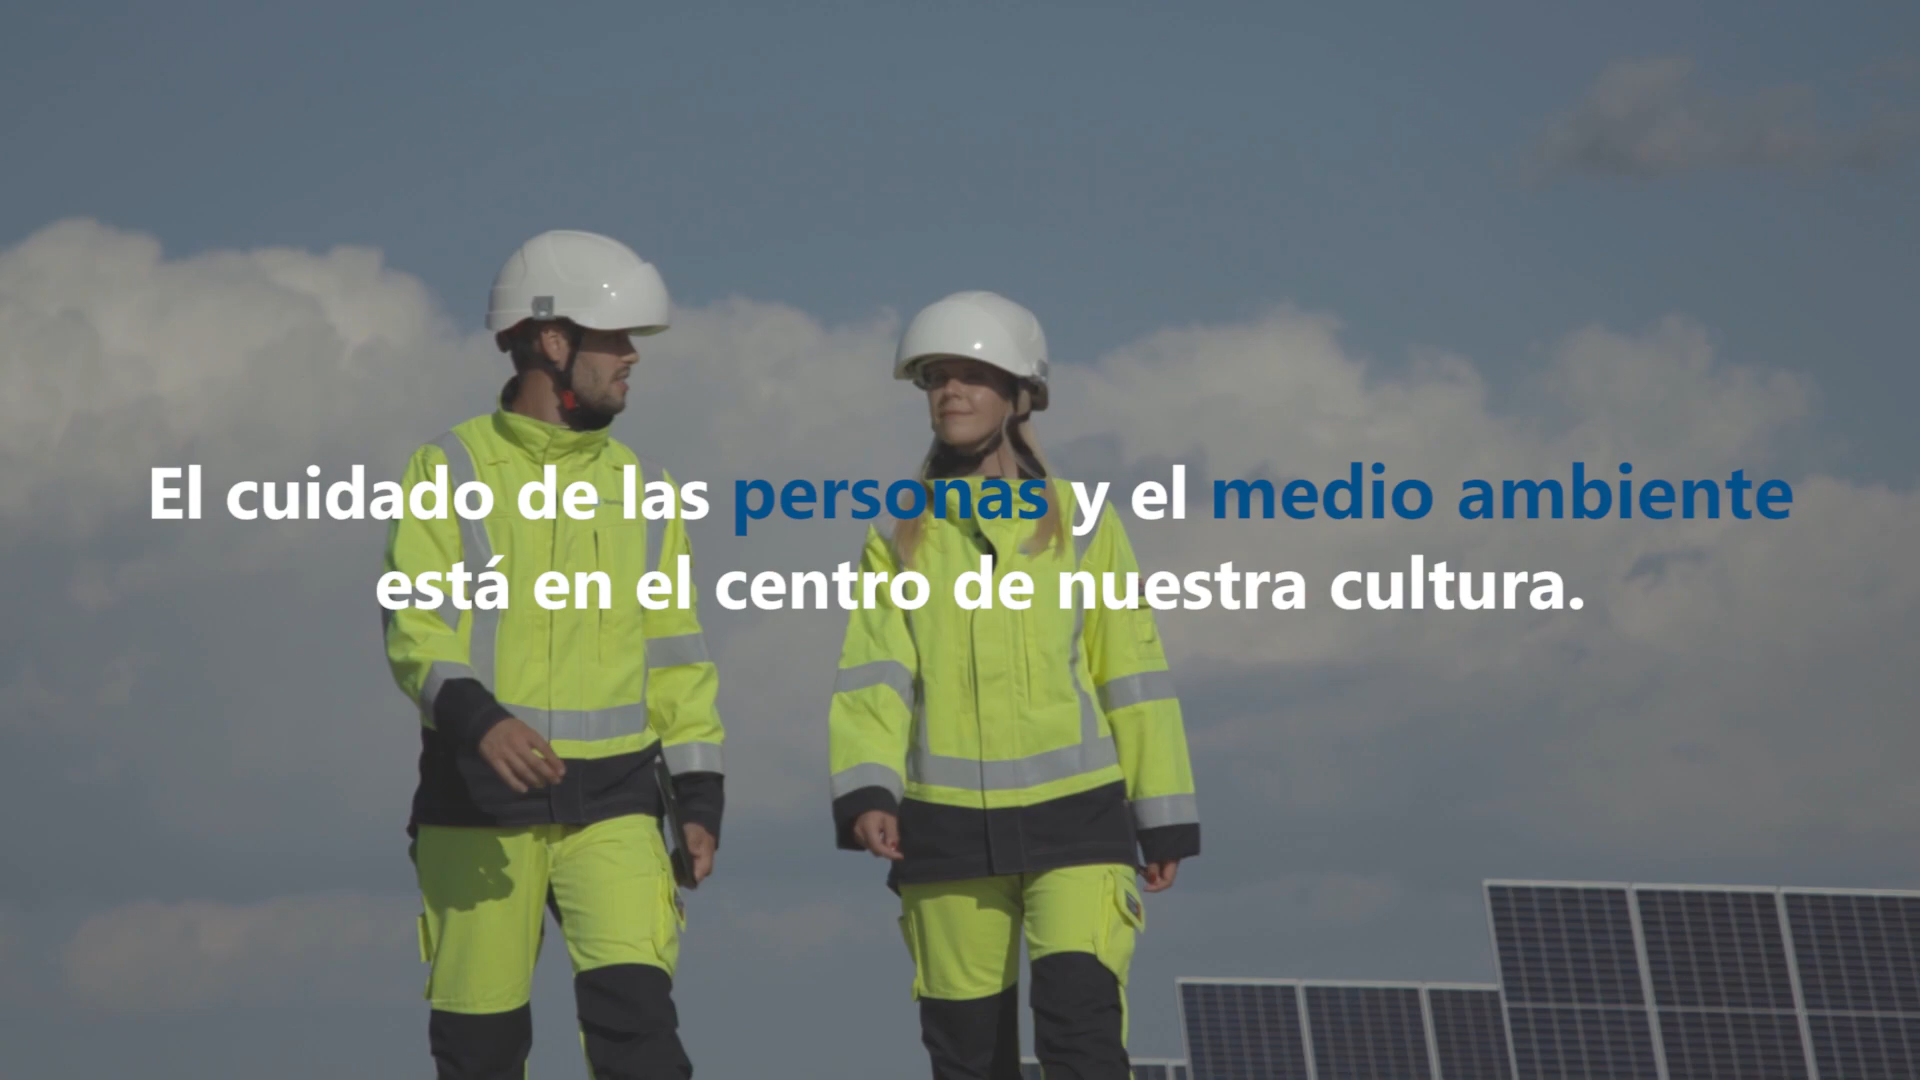 El cuidado de las personas y el medio ambiente
está en el centro de nuestra cultura.